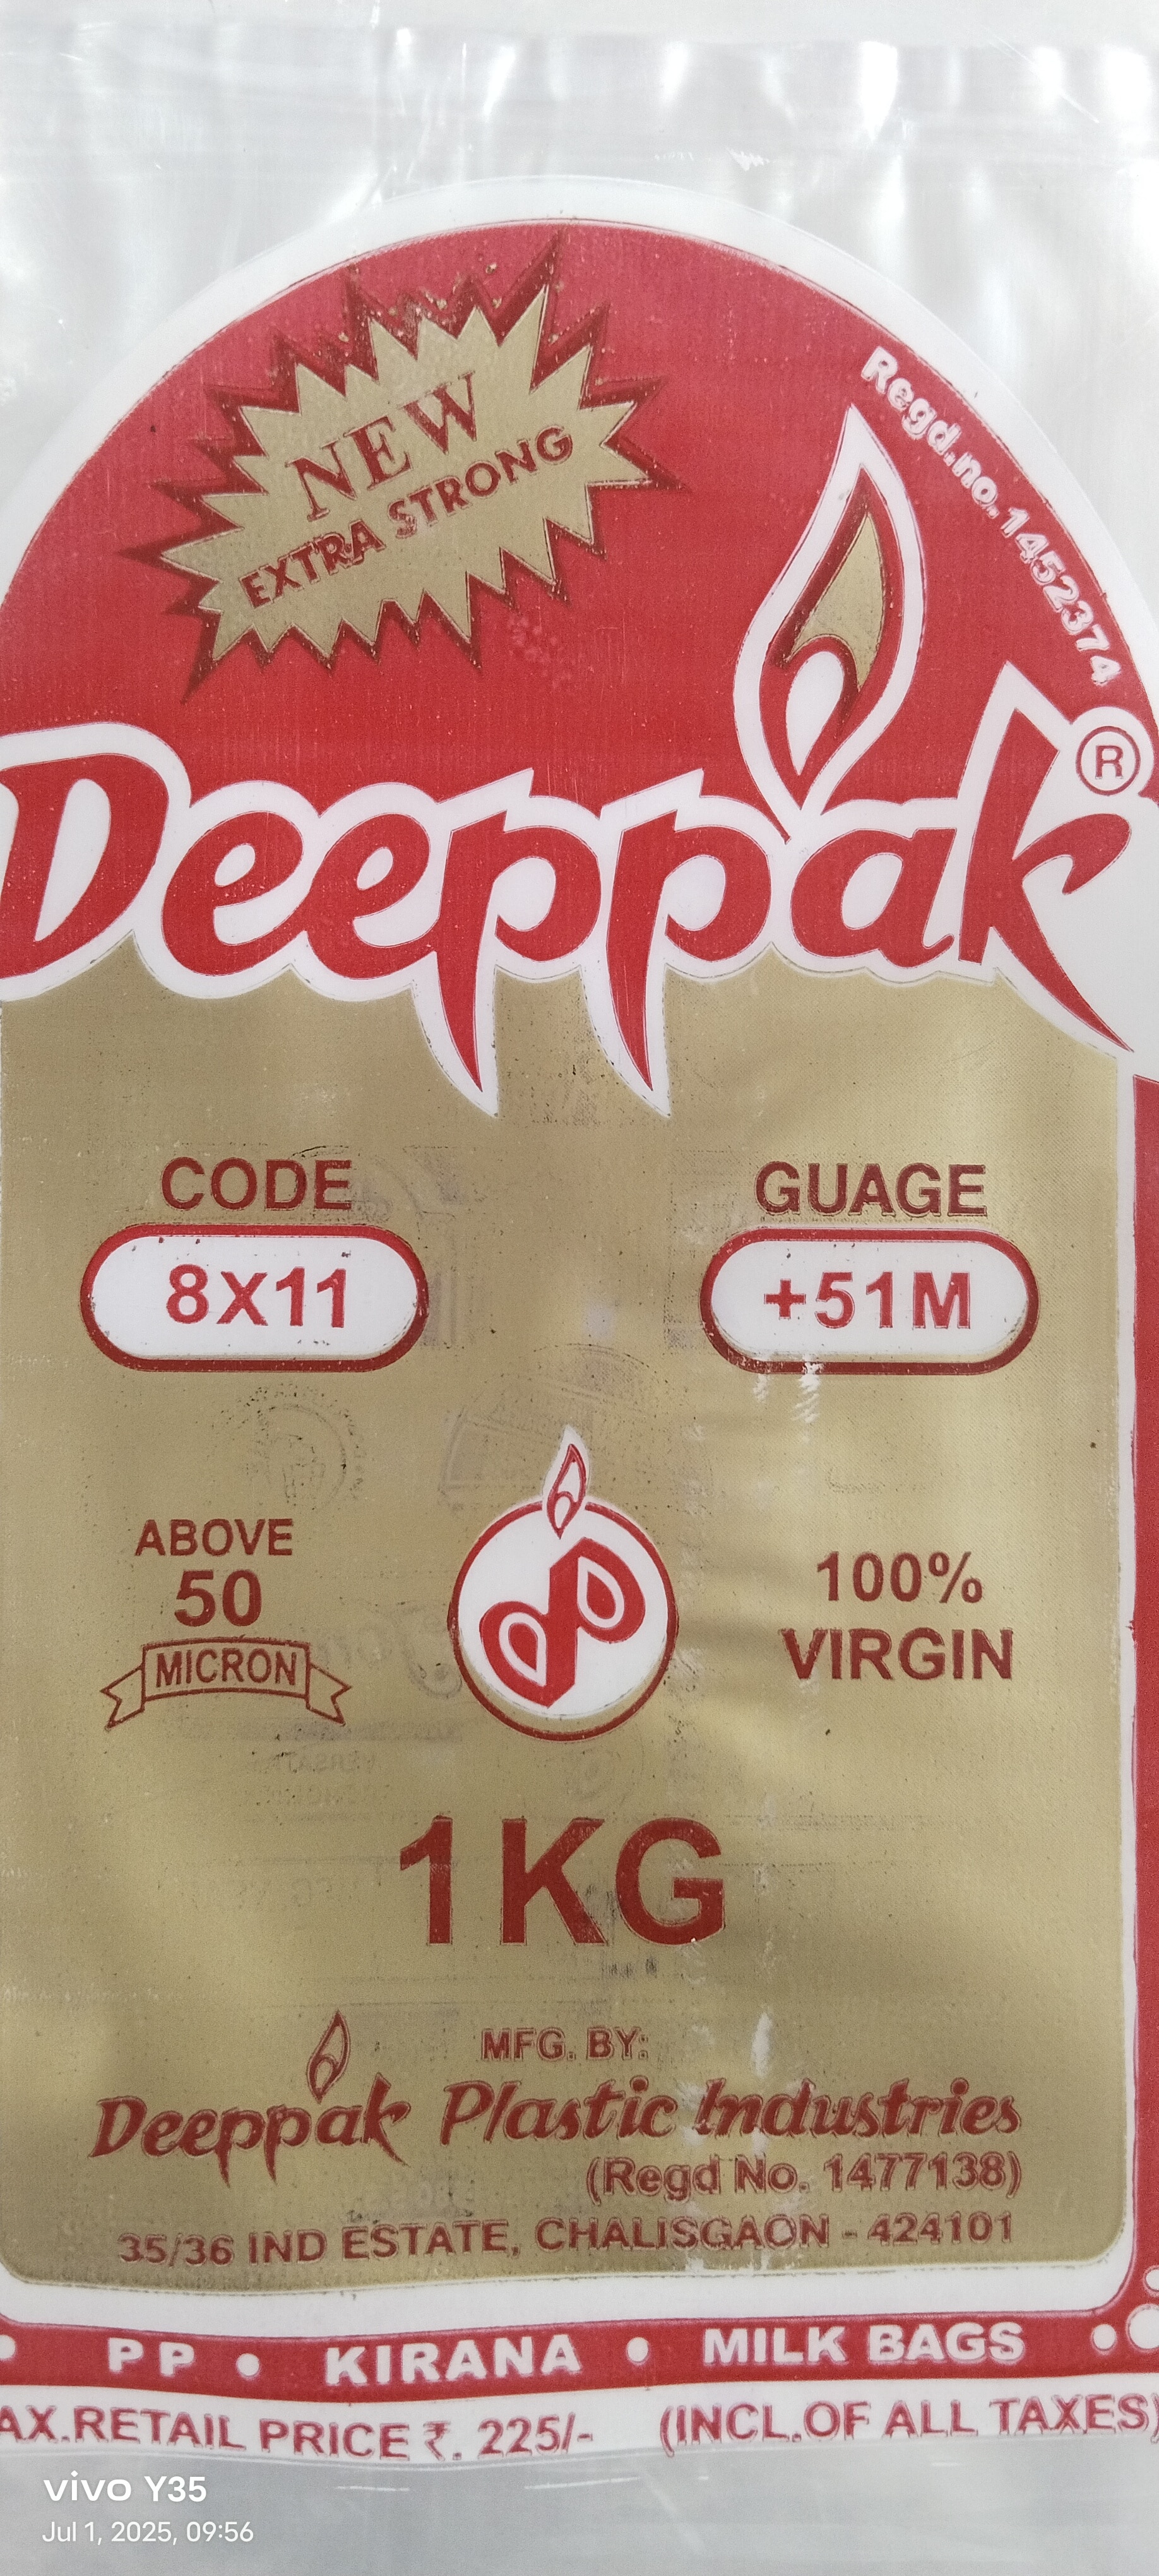 NEW
EXTRA STRONG
Regd.no.1452374
Deeppak ®
CODE
8X11
GUAGE
+51M
ABOVE
50
MICRON
100%
VIRGIN
1KG
MFG. BY:
Deeppak Plastic Industries
(Regd No. 1477138)
35/36 IND ESTATE, CHALISGAON - 424101
PP • KIRANA • MILK BAGS
AX.RETAIL PRICE ₹. 225/- (INCL.OF ALL TAXES)
vivo Y35
Jul 1, 2025, 09:56